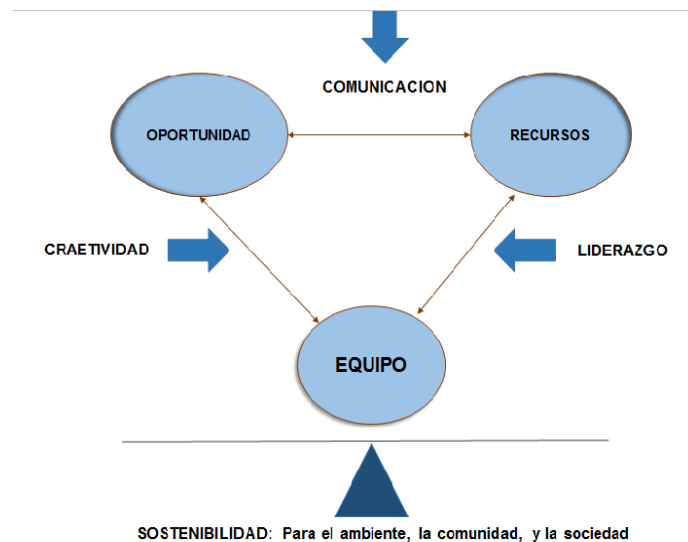 COMUNICACION
OPORTUNIDAD
RECURSOS
CRAETIVIDAD
LIDERAZGO
EQUIPO
SOSTENIBILIDAD: Para el ambiente, la comunidad, y la sociedad